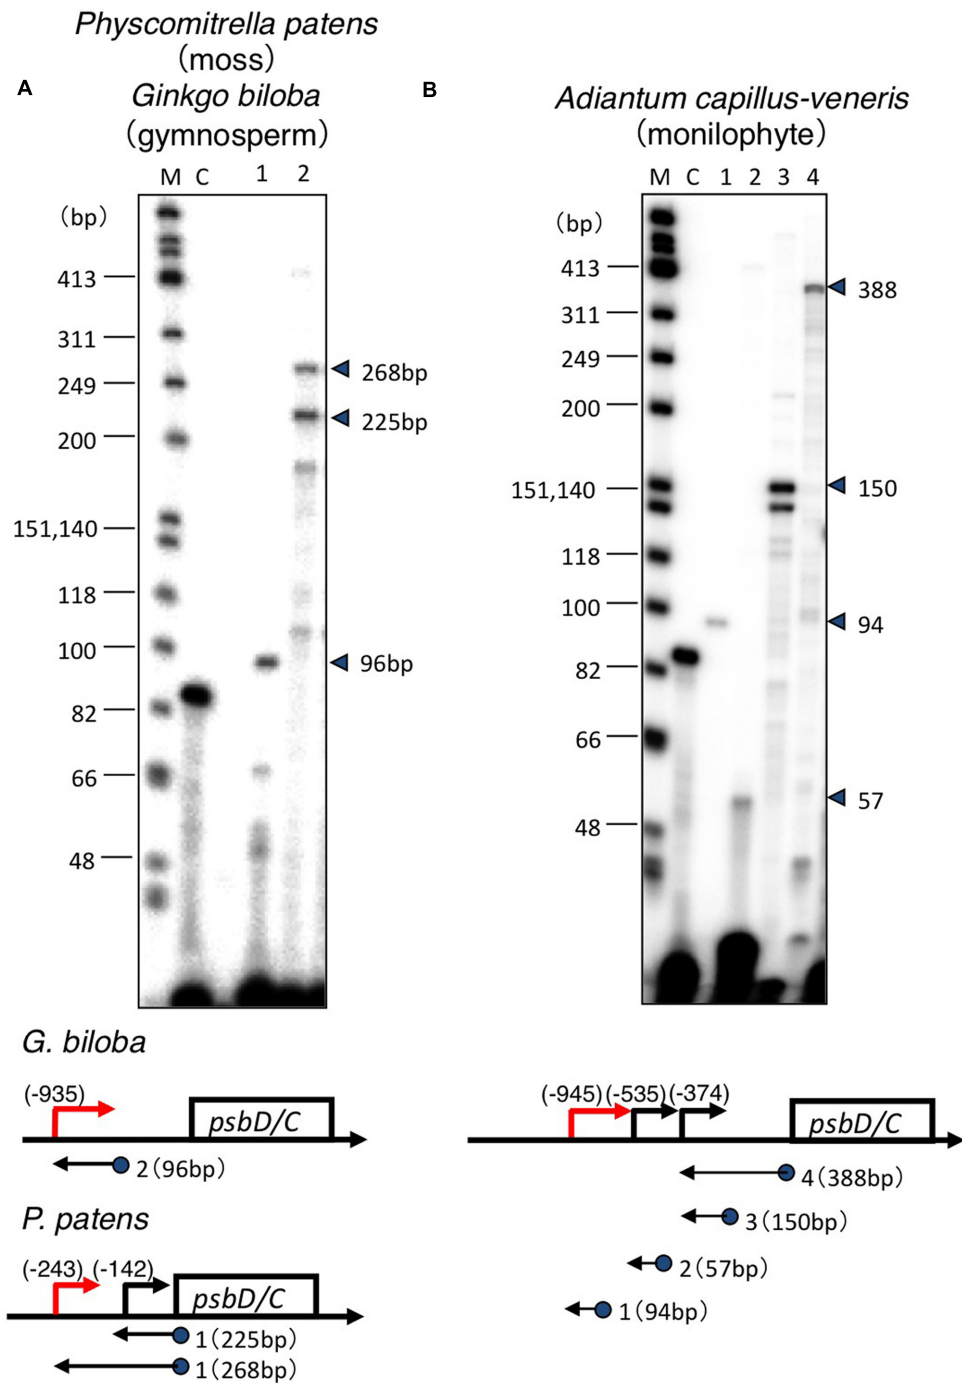 Physcomitrella patens
(moss)
A
Ginkgo biloba
(gymnosperm)
M C 1 2
(bp)
413
311
249
200
151,140
118
100
82
66
48
268bp
225bp
96bp
B
Adiantum capillus-veneris
(monilophyte)
M C 1 2 3 4
(bp)
413
311
249
200
151,140
118
100
82
66
48
388
150
94
57
G. biloba
(-935)
psbD/C
2(96bp)
P. patens
(-243) (-142)
psbD/C
1(225bp)
1(268bp)
(-945) (-535) (-374)
psbD/C
4(388bp)
3(150bp)
2(57bp)
1(94bp)